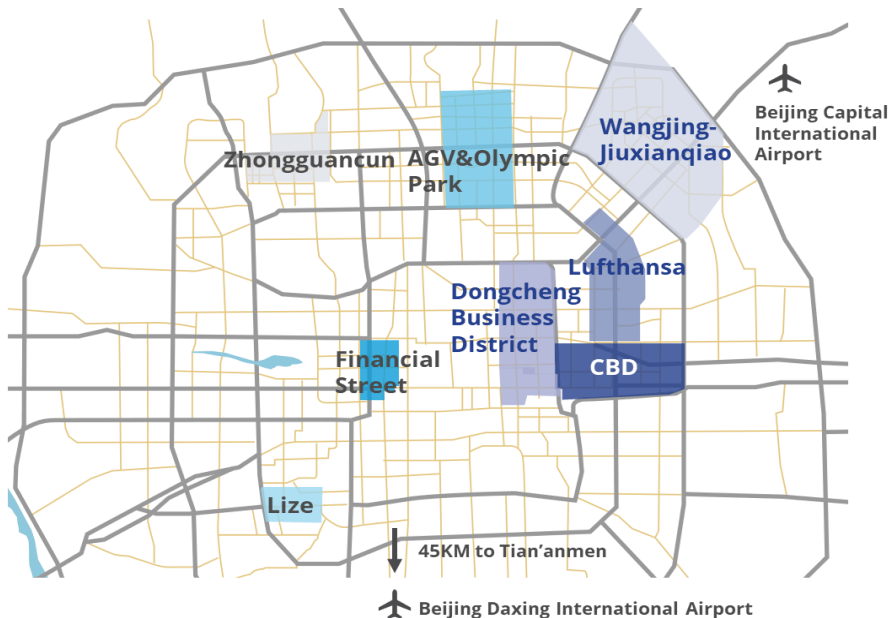 Beijing Capital
International
Airport
Wangjing-
Jiuxianqiao
Zhongguancun
AGV&Olympic
Park
Lufthansa
Dongcheng
Business
District
Financial
Street
CBD
Lize
45KM to Tian’anmen
Beijing Daxing International Airport